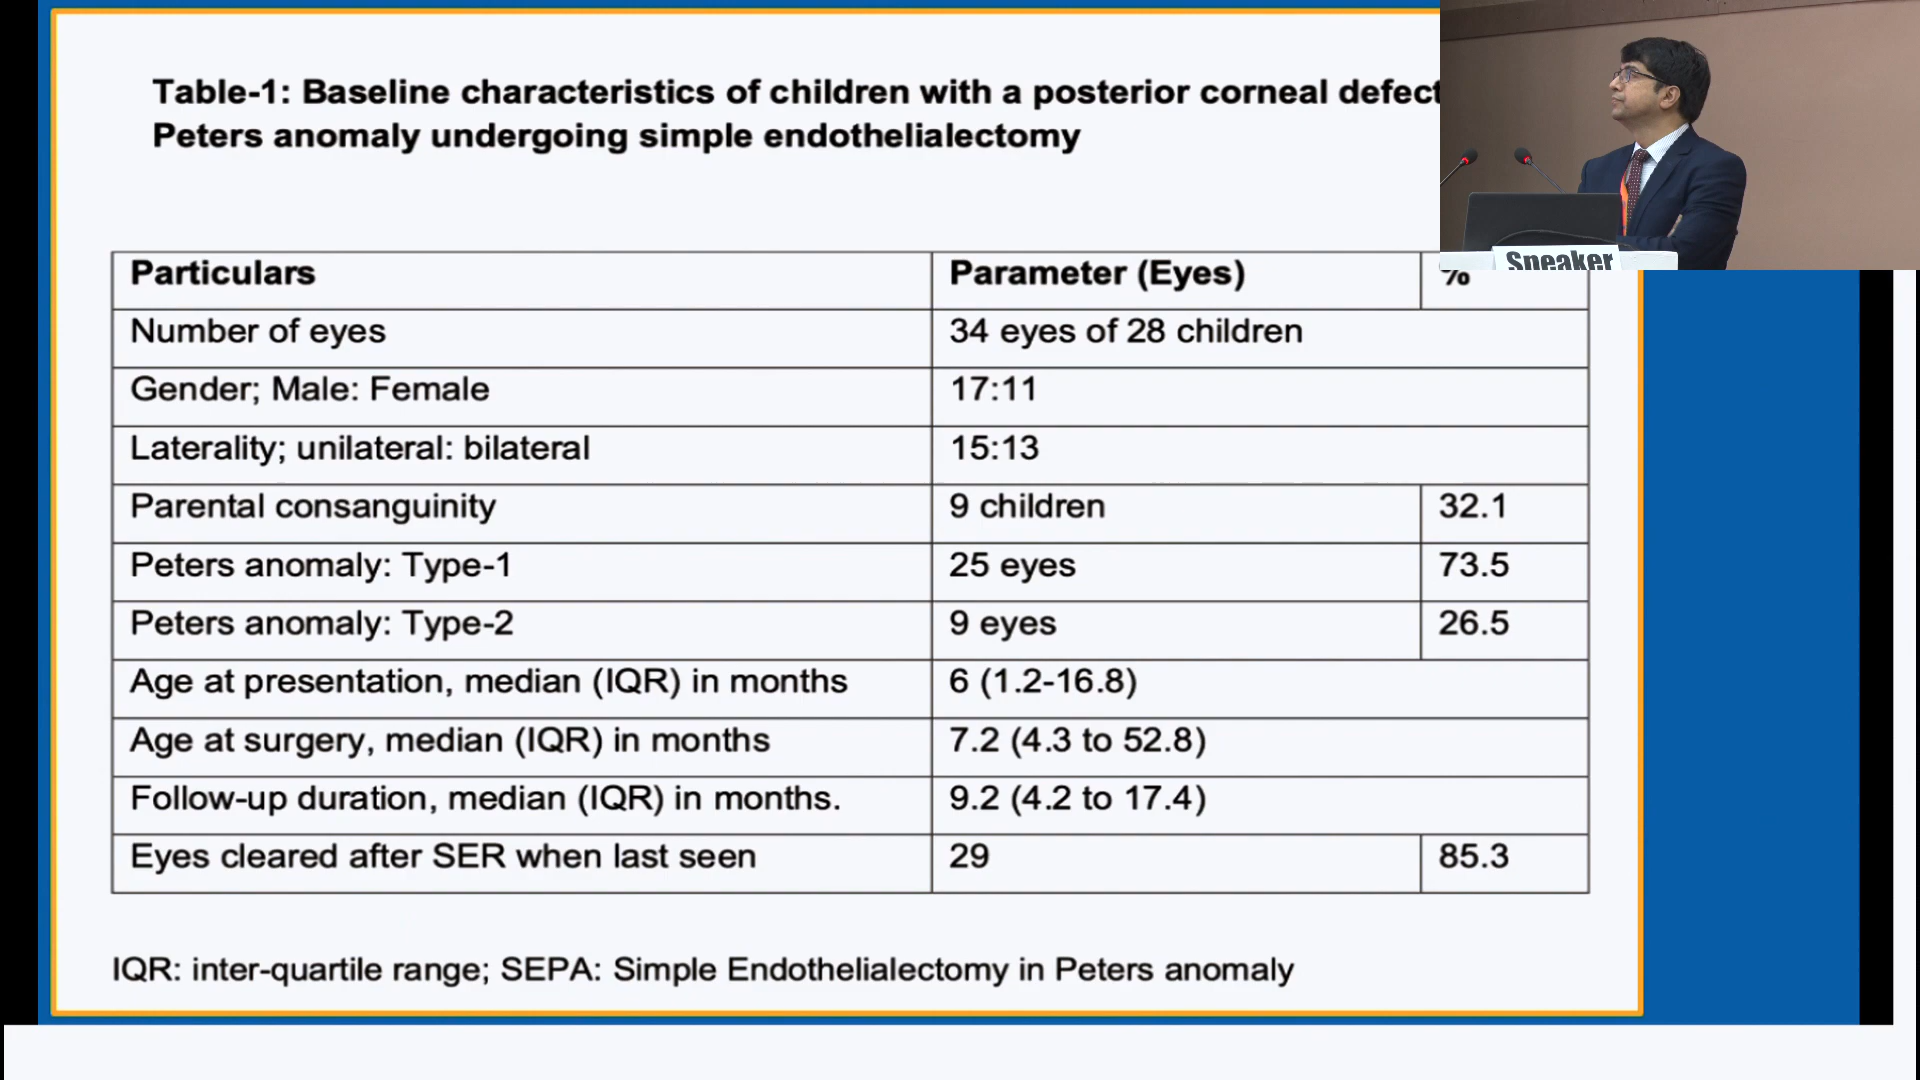 Table-1: Baseline characteristics of children with a posterior corneal defect
Peters anomaly undergoing simple endothelialectomy
Particulars Parameter (Eyes) %
Number of eyes 34 eyes of 28 children
Gender; Male: Female 17:11
Laterality; unilateral: bilateral 15:13
Parental consanguinity 9 children 32.1
Peters anomaly: Type-1 25 eyes 73.5
Peters anomaly: Type-2 9 eyes 26.5
Age at presentation, median (IQR) in months 6 (1.2-16.8)
Age at surgery, median (IQR) in months 7.2 (4.3 to 52.8)
Follow-up duration, median (IQR) in months. 9.2 (4.2 to 17.4)
Eyes cleared after SER when last seen 29 85.3
IQR: inter-quartile range; SEPA: Simple Endothelialectomy in Peters anomaly
Speaker